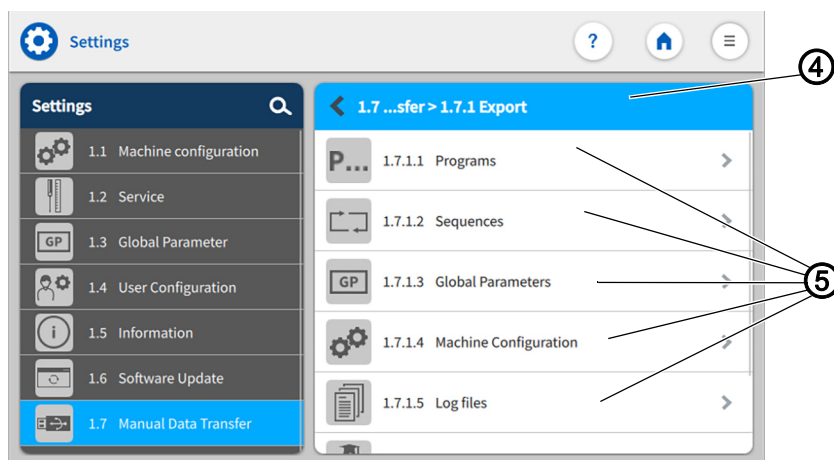 Settings
?
④
Settings
1.7 ...sfer > 1.7.1 Export
1.1 Machine configuration
P... 1.7.1.1 Programs
1.2 Service
1.7.1.2 Sequences
GP 1.3 Global Parameter
GP 1.7.1.3 Global Parameters
⑤
1.4 User Configuration
1.7.1.4 Machine Configuration
i 1.5 Information
1.6 Software Update
1.7.1.5 Log files
1.7 Manual Data Transfer